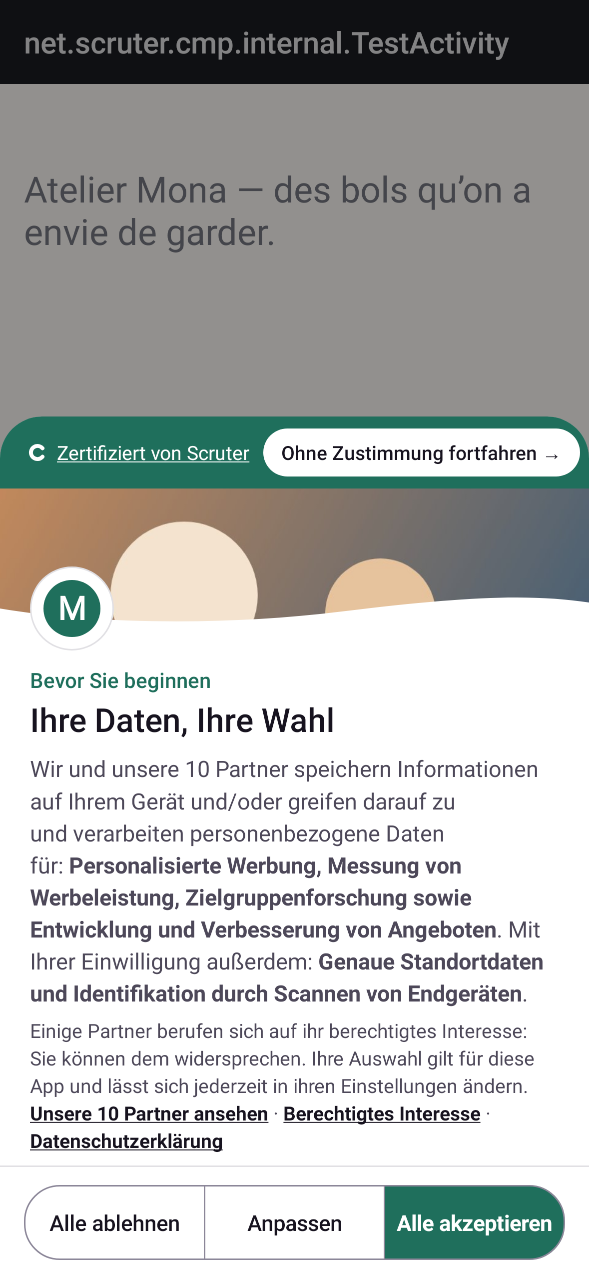 net.scruter.cmp.internal.TestActivity
Atelier Mona — des bols qu’on a
envie de garder.
C Zertifiziert von Scruter
Ohne Zustimmung fortfahren →
M
Bevor Sie beginnen
Ihre Daten, Ihre Wahl
Wir und unsere 10 Partner speichern Informationen
auf Ihrem Gerät und/oder greifen darauf zu
und verarbeiten personenbezogene Daten
für: Personalisierte Werbung, Messung von
Werbeleistung, Zielgruppenforschung sowie
Entwicklung und Verbesserung von Angeboten. Mit
Ihrer Einwilligung außerdem: Genaue Standortdaten
und Identifikation durch Scannen von Endgeräten.
Einige Partner berufen sich auf ihr berechtigtes Interesse:
Sie können dem widersprechen. Ihre Auswahl gilt für diese
App und lässt sich jederzeit in ihren Einstellungen ändern.
Unsere 10 Partner ansehen · Berechtigtes Interesse ·
Datenschutzerklärung
Alle ablehnen
Anpassen
Alle akzeptieren